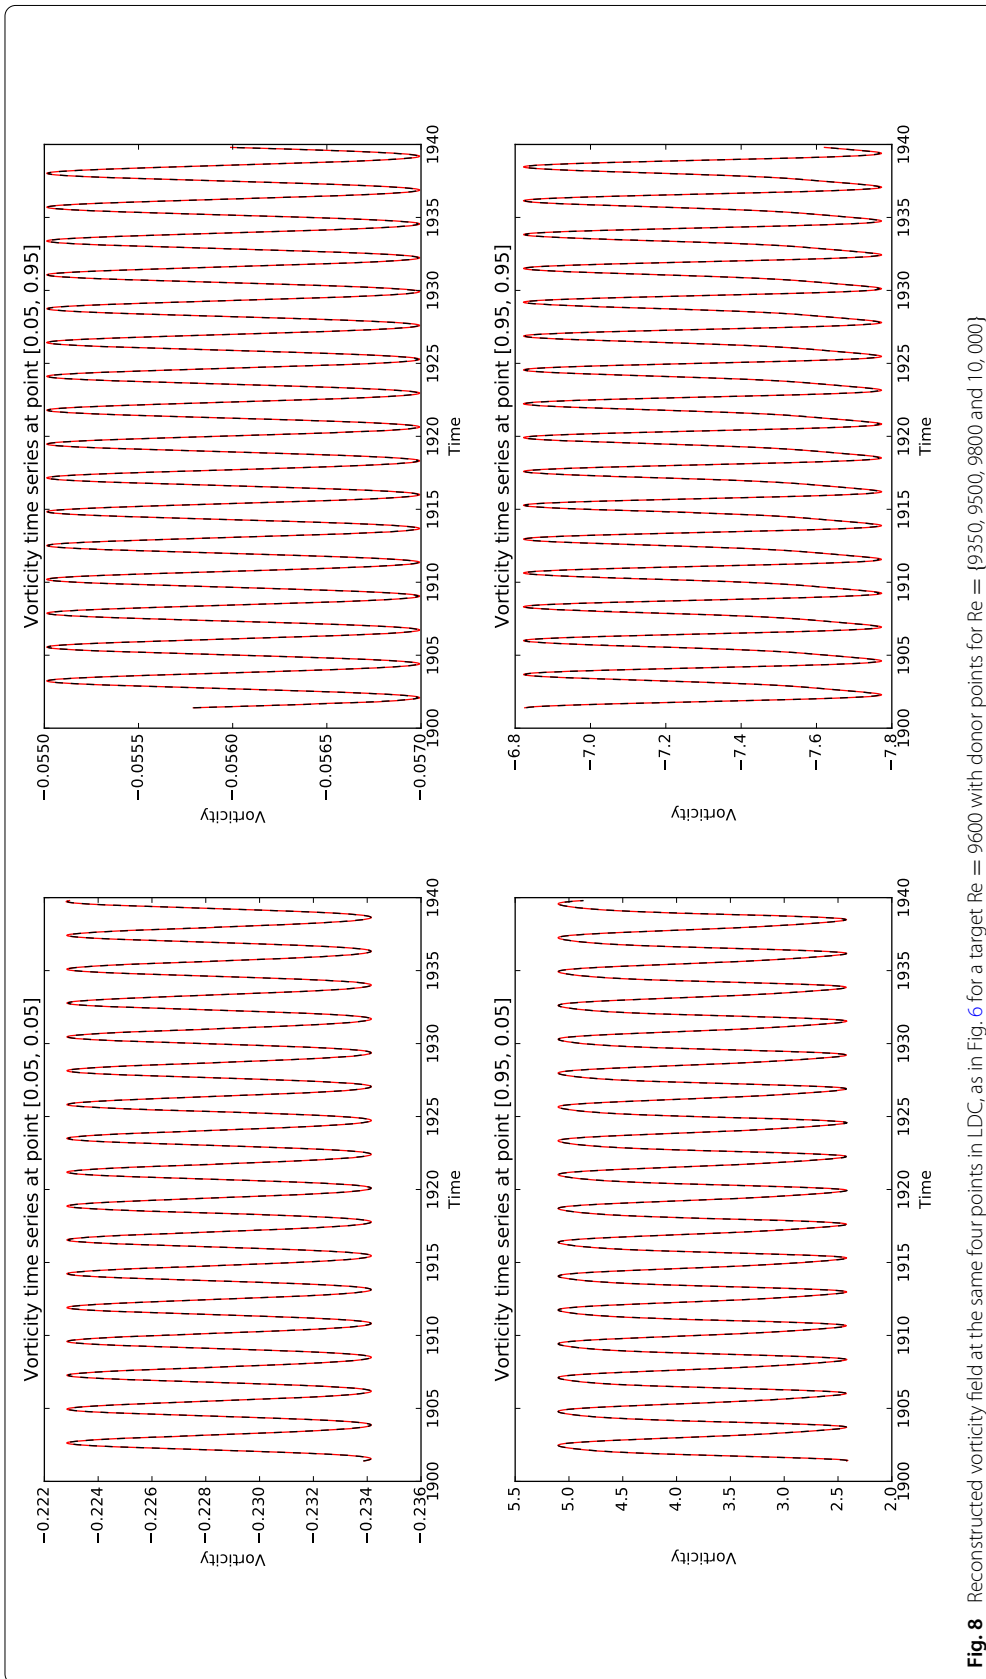 Vorticity time series at point [0.05, 0.05]
−0.222
−0.224
−0.226
−0.228
−0.230
−0.232
−0.234
−0.236
Vorticity
1900 1905 1910 1915 1920 1925 1930 1935 1940
Time
Vorticity time series at point [0.05, 0.95]
−0.0550
−0.0555
−0.0560
−0.0565
−0.0570
Vorticity
1900 1905 1910 1915 1920 1925 1930 1935 1940
Time
Vorticity time series at point [0.95, 0.05]
5.5
5.0
4.5
4.0
3.5
3.0
2.5
2.0
Vorticity
1900 1905 1910 1915 1920 1925 1930 1935 1940
Time
Vorticity time series at point [0.95, 0.95]
−6.8
−7.0
−7.2
−7.4
−7.6
−7.8
Vorticity
1900 1905 1910 1915 1920 1925 1930 1935 1940
Time
Fig. 8 Reconstructed vorticity field at the same four points in LDC, as in Fig. 6 for a target Re = 9600 with donor points for Re = {9350, 9500, 9800 and 10, 000}